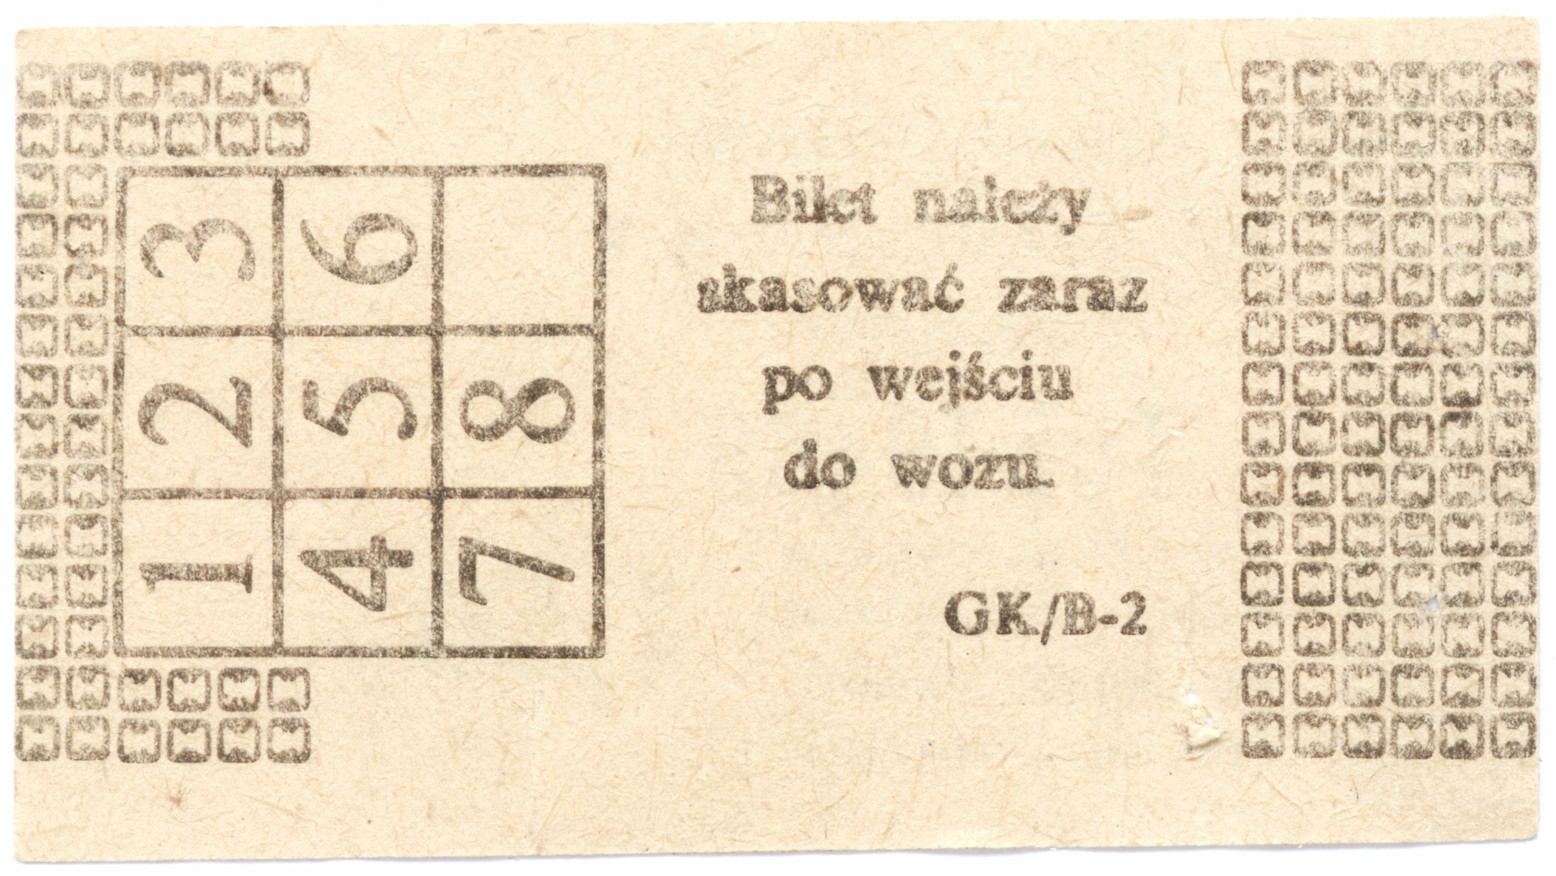 3 6
2 5 8
1 4 7
Bilet należy
skasować zaraz
po wejściu
do wozu.
GK/B-2